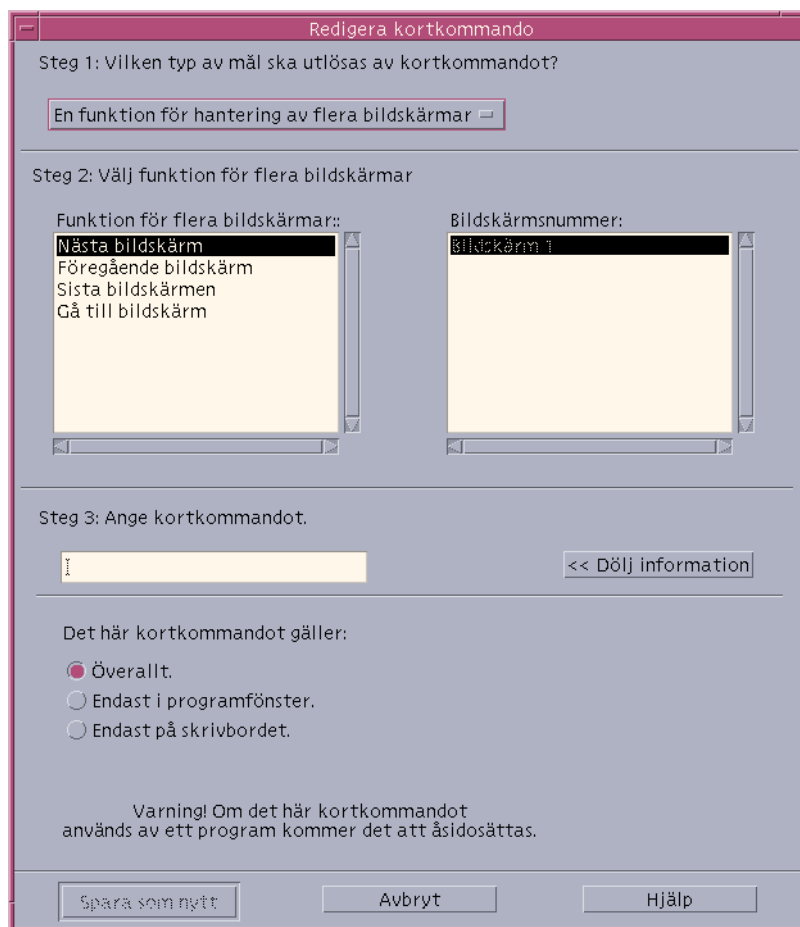 Redigera kortkommando
Steg 1: Vilken typ av mål ska utlösas av kortkommandot?
En funktion för hantering av flera bildskärmar
Steg 2: Välj funktion för flera bildskärmar
Funktion för flera bildskärmar::
Nästa bildskärm
Föregående bildskärm
Sista bildskärmen
Gå till bildskärm
Bildskärmsnummer:
Bildskärm 1
Steg 3: Ange kortkommandot.
<< Dölj information
Det här kortkommandot gäller:
Överallt.
Endast i programfönster.
Endast på skrivbordet.
Varning! Om det här kortkommandot
används av ett program kommer det att åsidosättas.
Spara som nytt
Avbryt
Hjälp